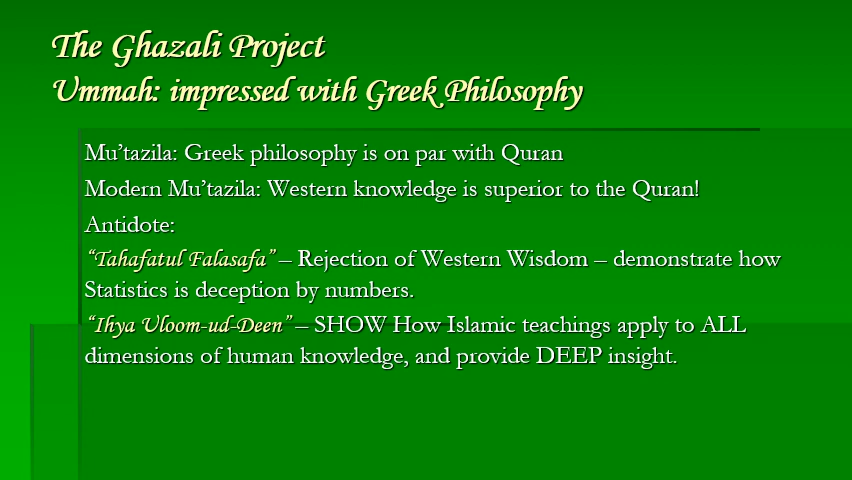 The Ghazali Project
Ummah: impressed with Greek Philosophy
Mu’tazila: Greek philosophy is on par with Quran
Modern Mu’tazila: Western knowledge is superior to the Quran!
Antidote:
“Tahafatul Falasafa” – Rejection of Western Wisdom – demonstrate how
Statistics is deception by numbers.
“Ihya Uloom-ud-Deen” – SHOW How Islamic teachings apply to ALL
dimensions of human knowledge, and provide DEEP insight.